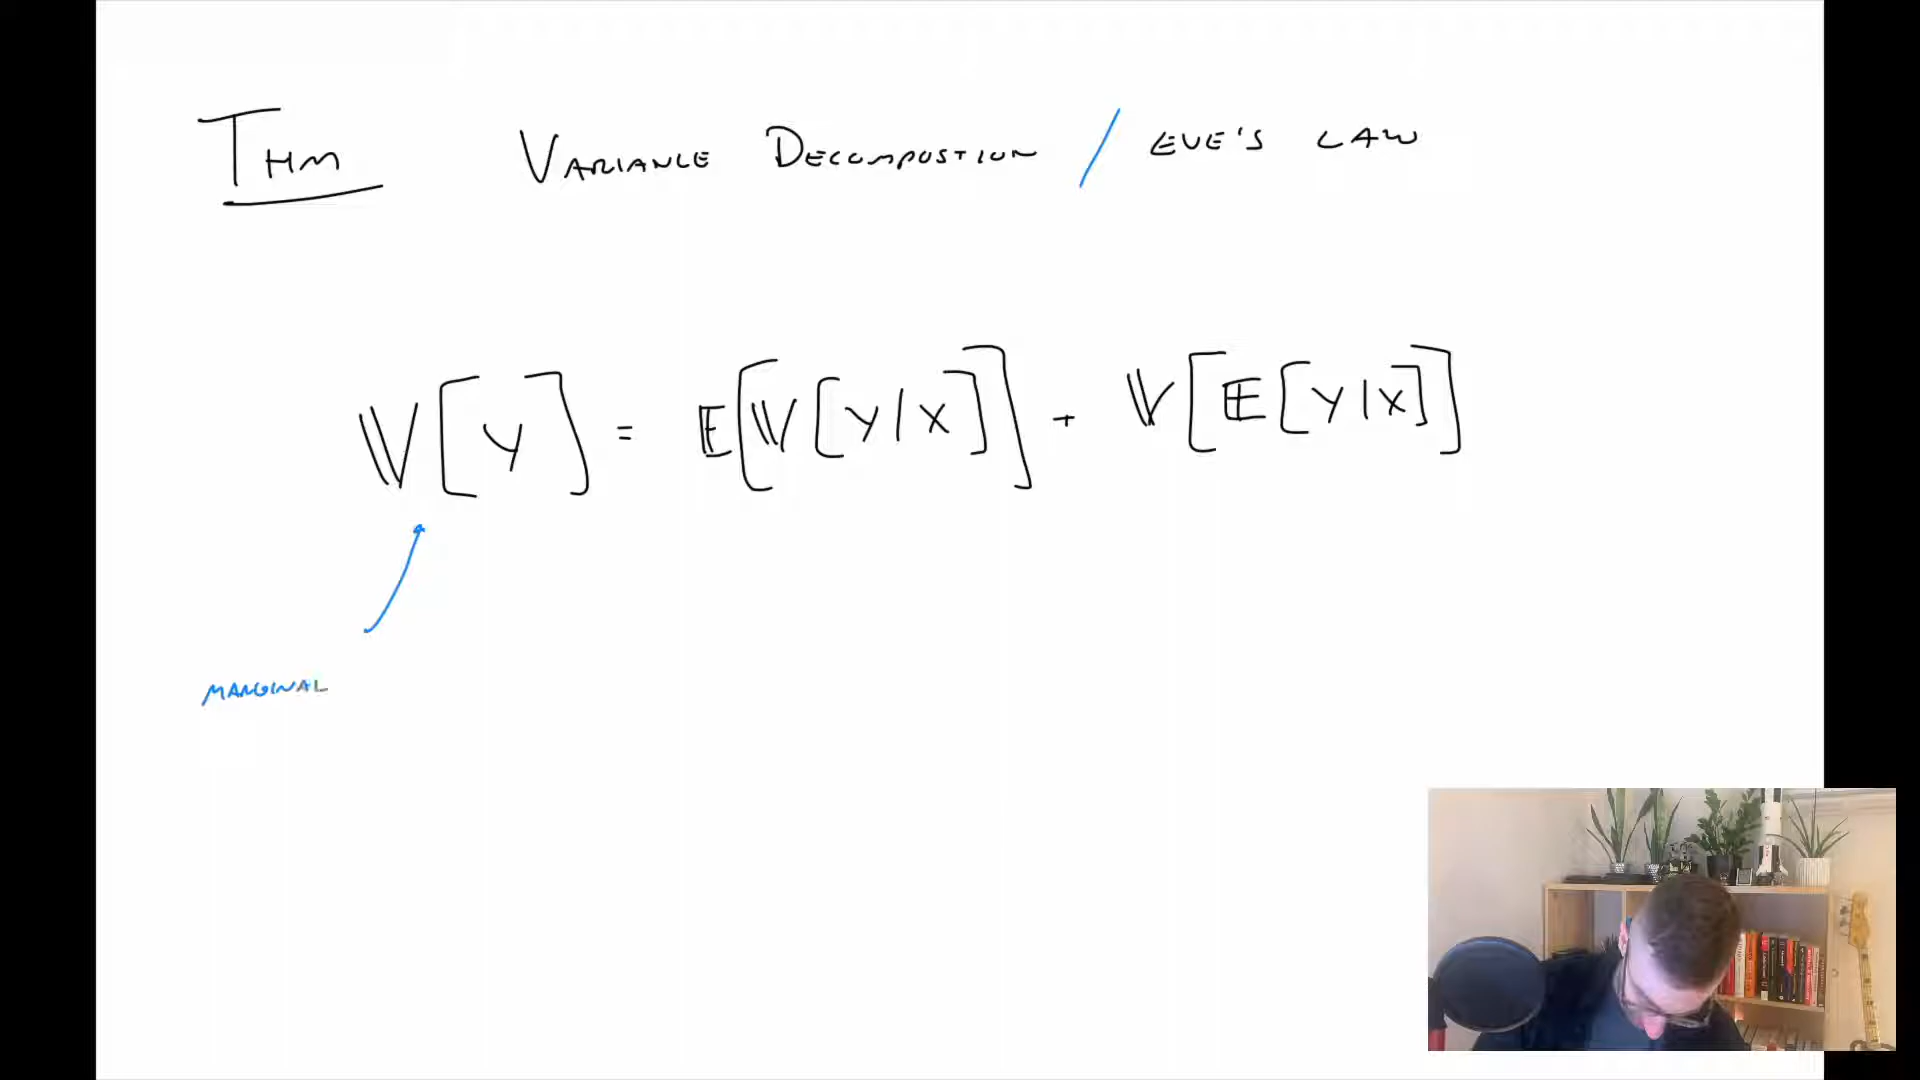 THM VARIANCE DECOMPOSTION / EVE'S LAW
𝕍[Y] = 𝔼[𝕍[Y|X]] + 𝕍[𝔼[Y|X]]
MARGINAL